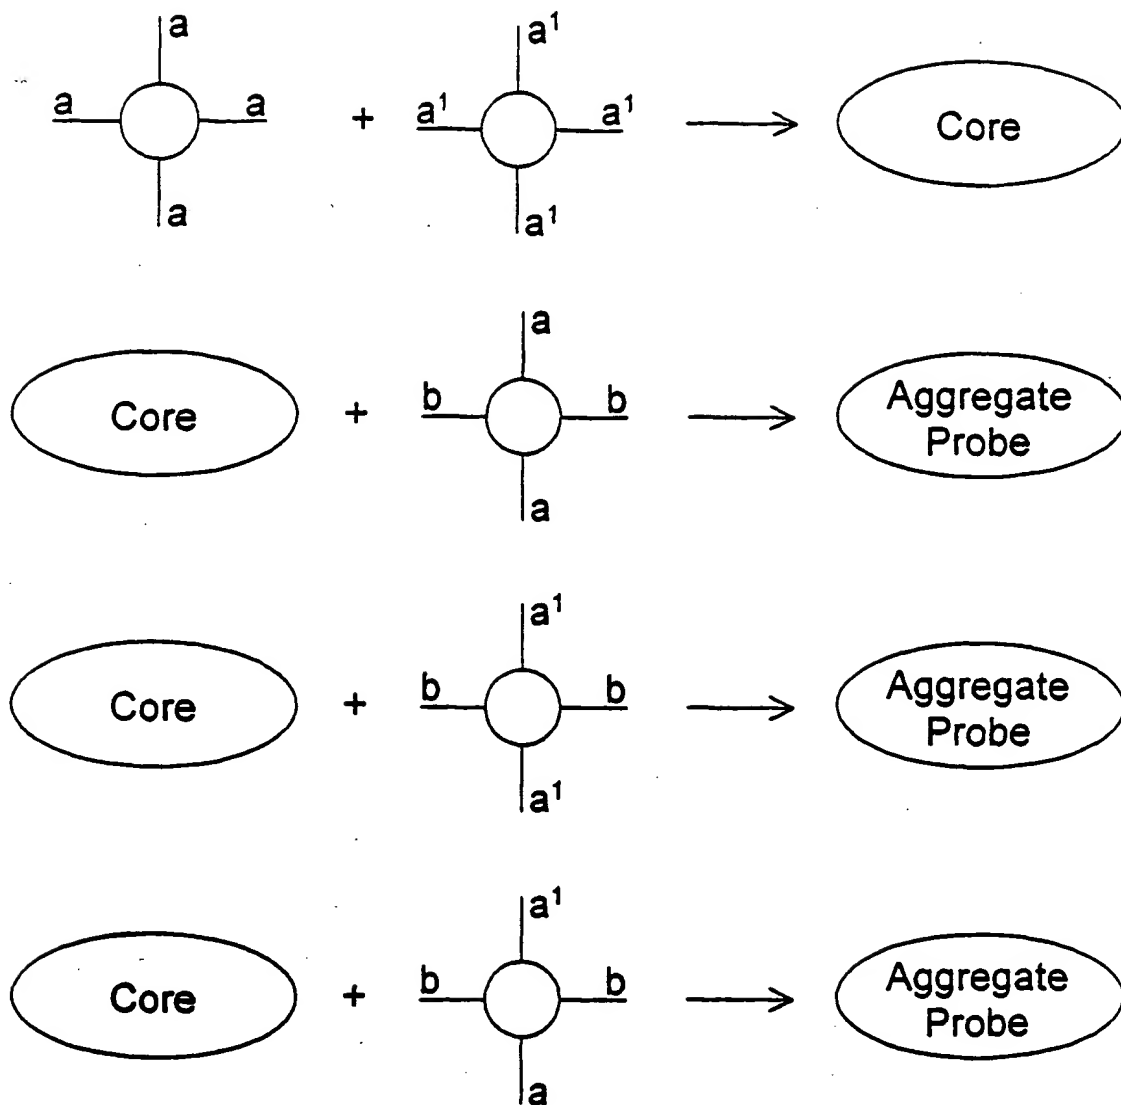 a
a a
a
+
a¹
a¹ a¹
a¹
Core
Core
+
a
b b
a
Aggregate
Probe
Core
+
a¹
b b
a¹
Aggregate
Probe
Core
+
a¹
b b
a
Aggregate
Probe